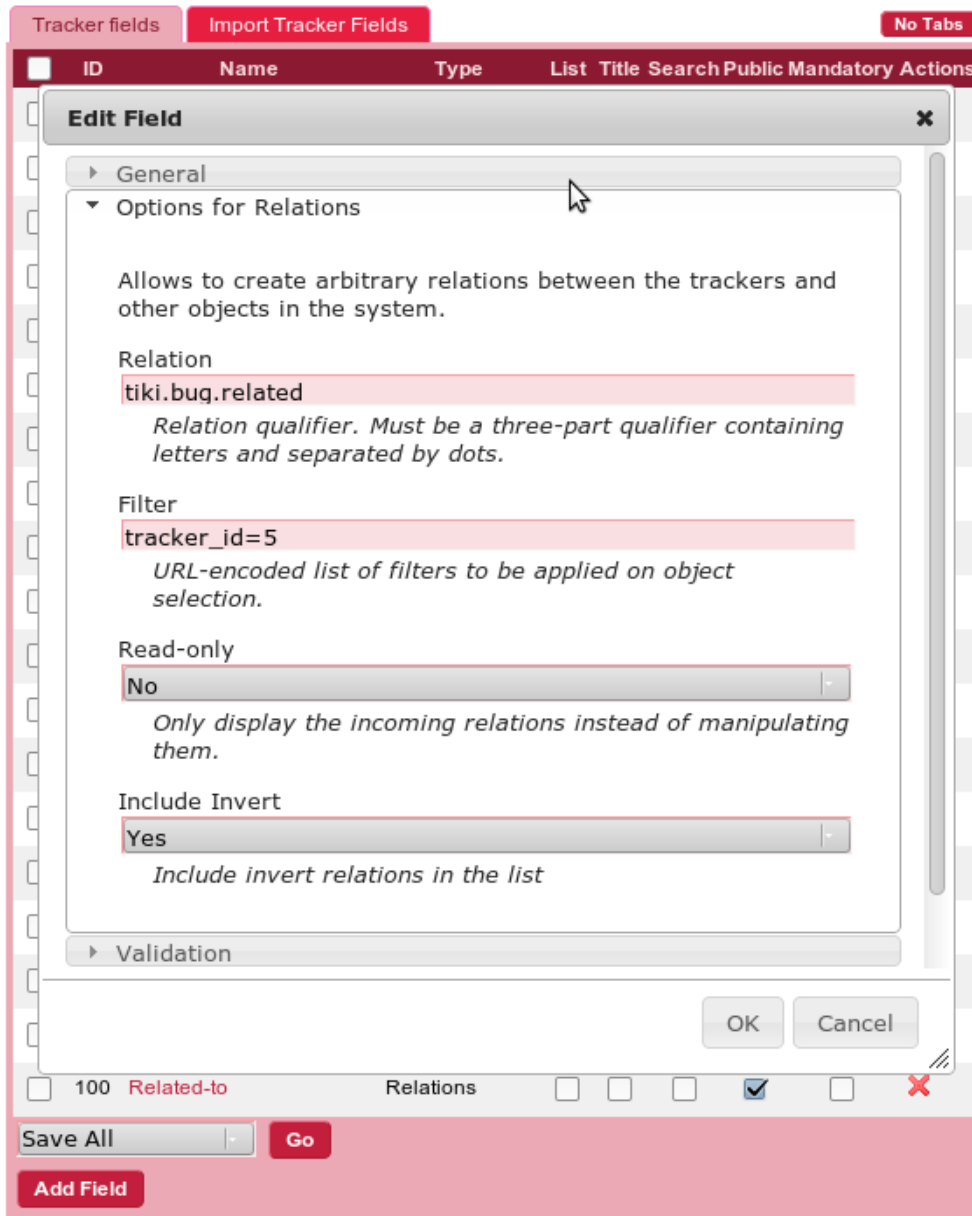 Tracker fields Import Tracker Fields No Tabs
ID Name Type List Title Search Public Mandatory Actions
Edit Field
General
Options for Relations
Allows to create arbitrary relations between the trackers and
other objects in the system.
Relation
tiki.bug.related
Relation qualifier. Must be a three-part qualifier containing
letters and separated by dots.
Filter
tracker_id=5
URL-encoded list of filters to be applied on object
selection.
Read-only
No
Only display the incoming relations instead of manipulating
them.
Include Invert
Yes
Include invert relations in the list
Validation
OK Cancel
100 Related-to Relations
Save All Go
Add Field